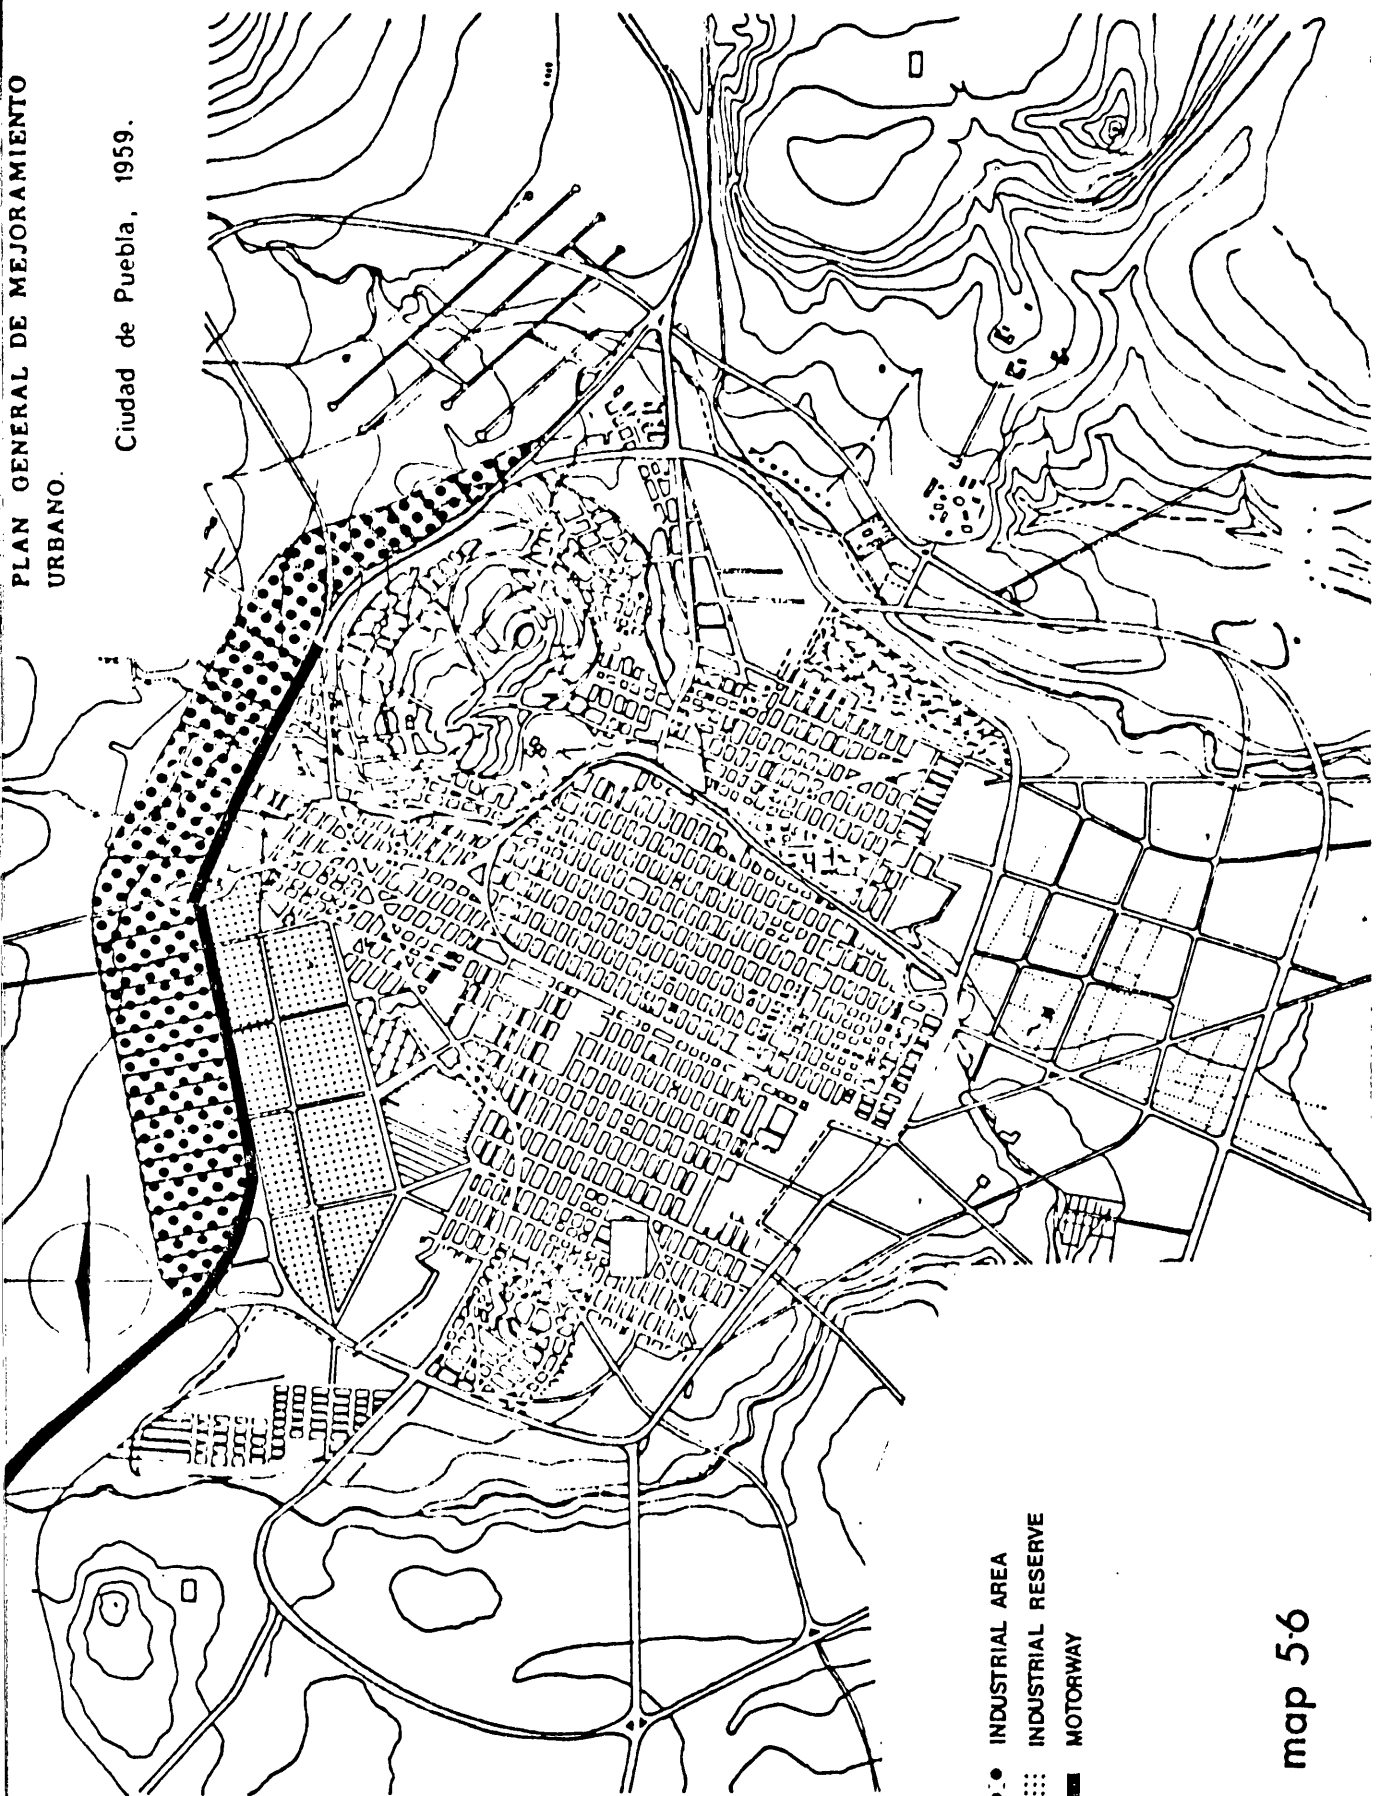 PLAN GENERAL DE MEJORAMIENTO
URBANO.
Ciudad de Puebla, 1959.
INDUSTRIAL AREA
INDUSTRIAL RESERVE
MOTORWAY
map 5·6